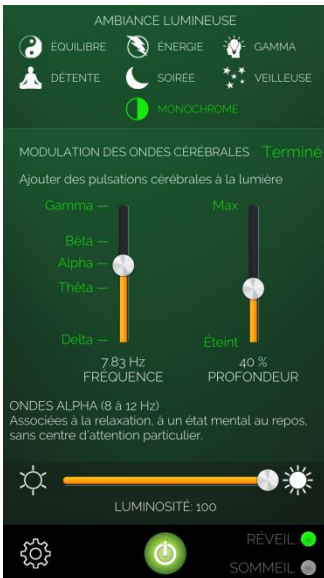 AMBIANCE LUMINEUSE
ÉQUILIBRE ÉNERGIE GAMMA
DÉTENTE SOIRÉE VEILLEUSE
MONOCHROME
MODULATION DES ONDES CÉRÉBRALES Terminé
Ajouter des pulsations cérébrales à la lumière
Gamma — Max
Bêta —
Alpha —
Thêta —
Delta — Éteint
7.83 Hz 40 %
FRÉQUENCE PROFONDEUR
ONDES ALPHA (8 à 12 Hz)
Associées à la relaxation, à un état mental au repos,
sans centre d'attention particulier.
LUMINOSITÉ: 100
RÉVEIL
SOMMEIL